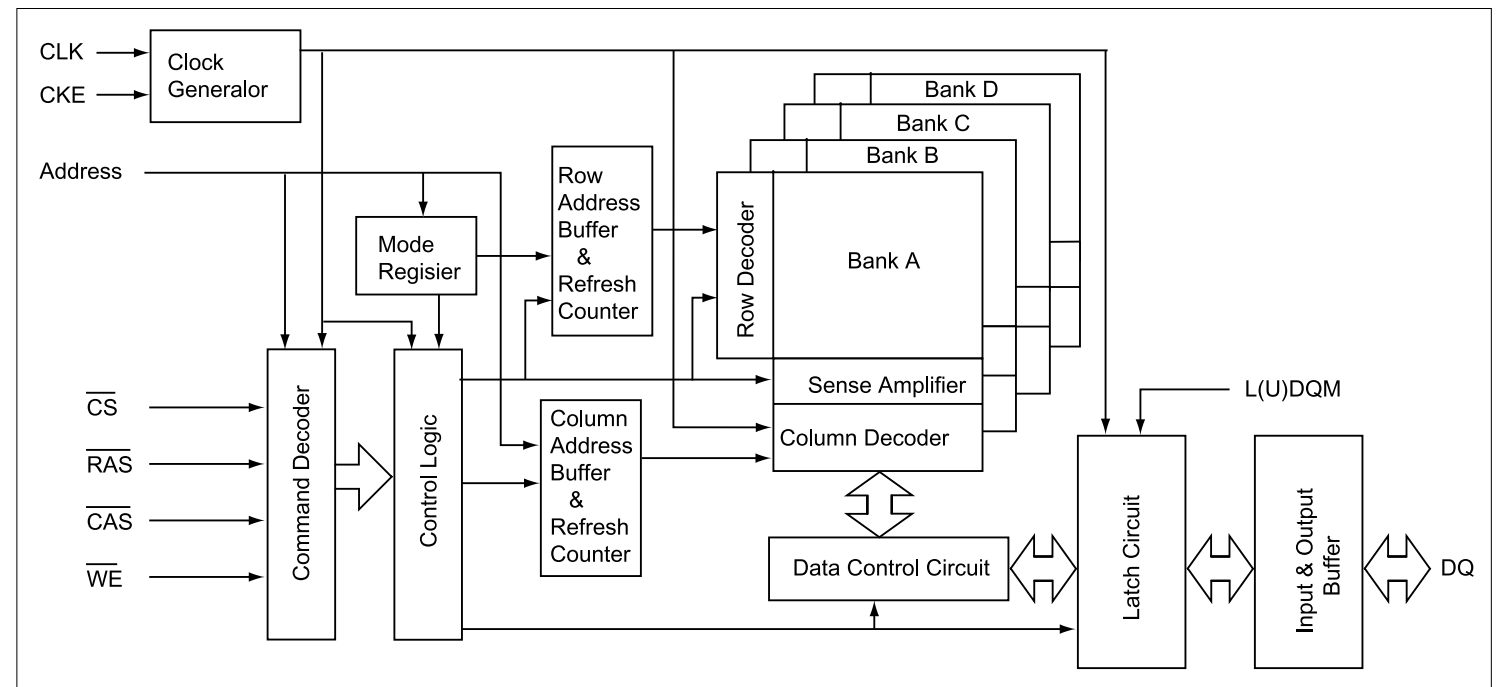 CLK
CKE
Clock
Generalor
Address
Mode
Regisier
Row
Address
Buffer
&
Refresh
Counter
Bank D
Bank C
Bank B
Bank A
Row Decoder
Sense Amplifier
Column Decoder
CS
RAS
CAS
WE
Command Decoder
Control Logic
Column
Address
Buffer
&
Refresh
Counter
Data Control Circuit
L(U)DQM
Latch Circuit
Input & Output
Buffer
DQ